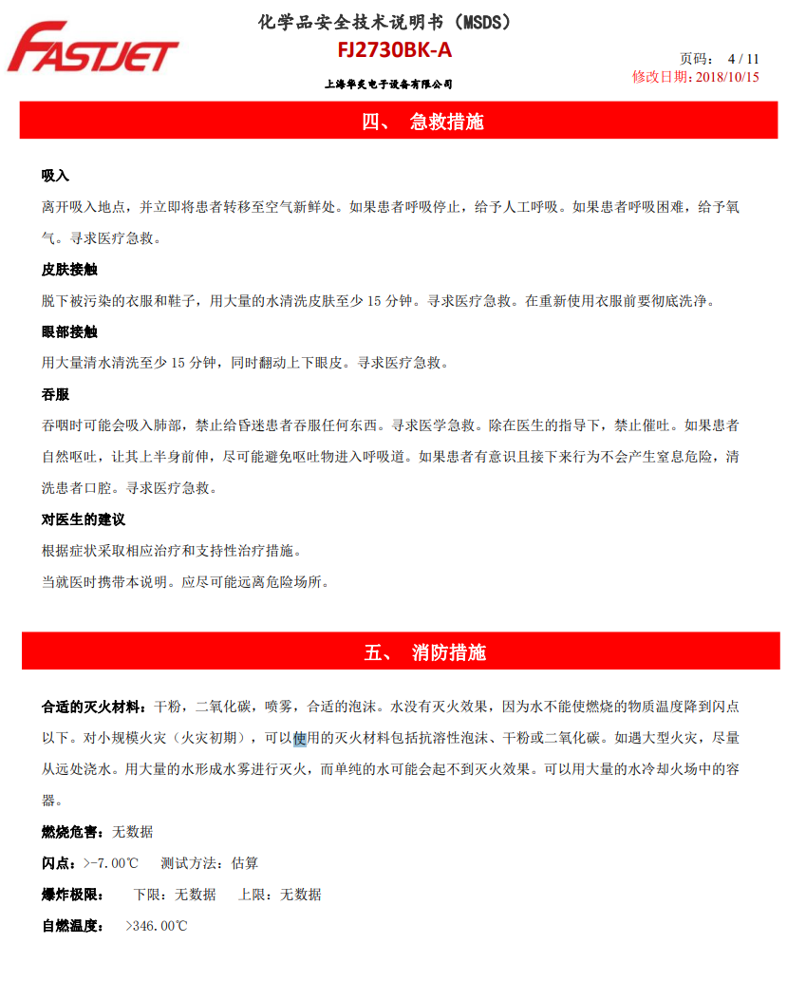 FASTJET
化学品安全技术说明书（MSDS）
FJ2730BK-A
上海华炙电子设备有限公司
页码： 4 / 11
修改日期: 2018/10/15
四、 急救措施
吸入
离开吸入地点，并立即将患者转移至空气新鲜处。如果患者呼吸停止，给予人工呼吸。如果患者呼吸困难，给予氧
气。寻求医疗急救。
皮肤接触
脱下被污染的衣服和鞋子，用大量的水清洗皮肤至少 15 分钟。寻求医疗急救。在重新使用衣服前要彻底洗净。
眼部接触
用大量清水清洗至少 15 分钟，同时翻动上下眼皮。寻求医疗急救。
吞服
吞咽时可能会吸入肺部，禁止给昏迷患者吞服任何东西。寻求医学急救。除在医生的指导下，禁止催吐。如果患者
自然呕吐，让其上半身前伸，尽可能避免呕吐物进入呼吸道。如果患者有意识且接下来行为不会产生窒息危险，清
洗患者口腔。寻求医疗急救。
对医生的建议
根据症状采取相应治疗和支持性治疗措施。
当就医时携带本说明。应尽可能远离危险场所。
五、 消防措施
合适的灭火材料：干粉，二氧化碳，喷雾，合适的泡沫。水没有灭火效果，因为水不能使燃烧的物质温度降到闪点
以下。对小规模火灾（火灾初期），可以使用的灭火材料包括抗溶性泡沫、干粉或二氧化碳。如遇大型火灾，尽量
从远处浇水。用大量的水形成水雾进行灭火，而单纯的水可能会起不到灭火效果。可以用大量的水冷却火场中的容
器。
燃烧危害：无数据
闪点：>-7.00℃ 测试方法：估算
爆炸极限： 下限：无数据 上限：无数据
自燃温度： >346.00℃